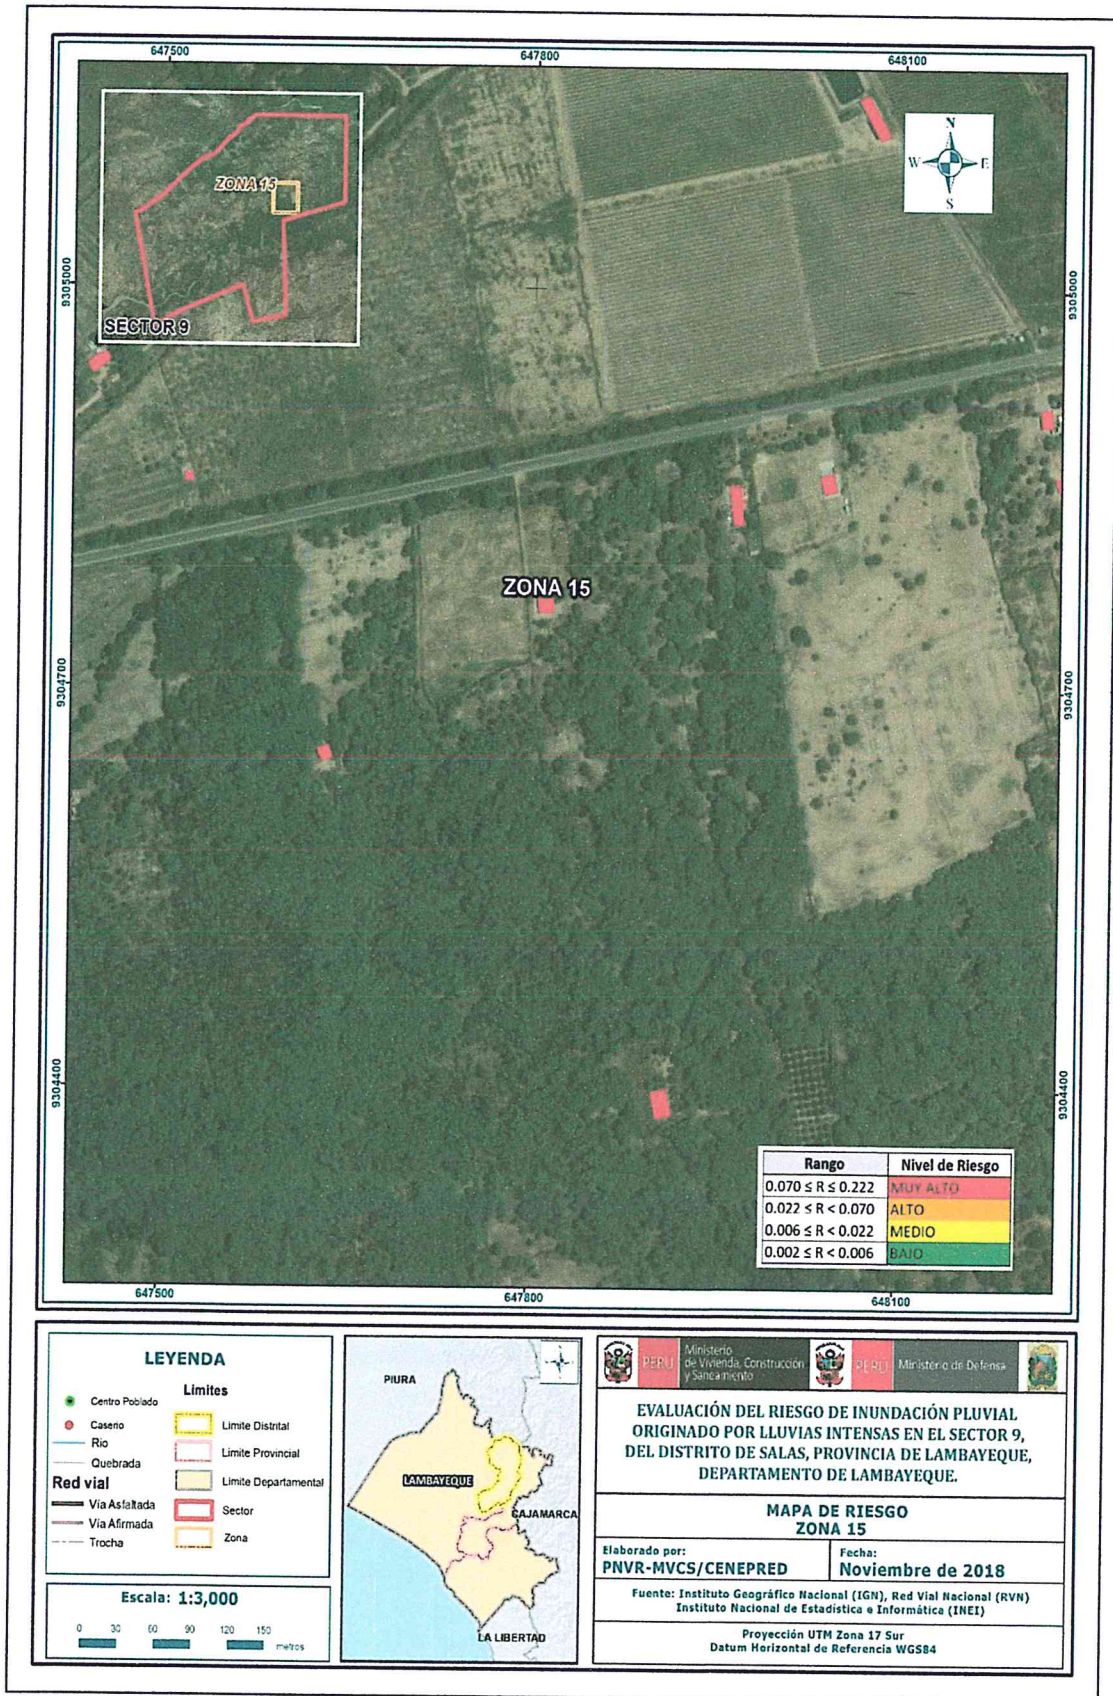 647500
647800
648100
ZONA 15
SECTOR 9
N
W
E
S
9305000
9305000
ZONA 15
9304700
9304700
9304400
9304400
Rango
Nivel de Riesgo
0.070 ≤ R ≤ 0.222
MUY ALTO
0.022 ≤ R < 0.070
ALTO
0.006 ≤ R < 0.022
MEDIO
0.002 ≤ R < 0.006
BAJO
647500
647800
648100
LEYENDA
Centro Poblado
Caserio
Rio
Quebrada
Red vial
Vía Asfaltada
Vía Afirmada
Trocha
Limites
Limite Distrital
Limite Provincial
Limite Departamental
Sector
Zona
Escala: 1:3,000
0 30 60 90 120 150
metros
PIURA
LAMBAYEQUE
CAJAMARCA
LA LIBERTAD
PERÚ
Ministerio
de Vivienda, Construcción
y Saneamiento
PERÚ
Ministerio de Defensa
EVALUACIÓN DEL RIESGO DE INUNDACIÓN PLUVIAL
ORIGINADO POR LLUVIAS INTENSAS EN EL SECTOR 9,
DEL DISTRITO DE SALAS, PROVINCIA DE LAMBAYEQUE,
DEPARTAMENTO DE LAMBAYEQUE.
MAPA DE RIESGO
ZONA 15
Elaborado por:
PNVR-MVCS/CENEPRED
Fecha:
Noviembre de 2018
Fuente: Instituto Geográfico Nacional (IGN), Red Vial Nacional (RVN)
Instituto Nacional de Estadística e Informática (INEI)
Proyección UTM Zona 17 Sur
Datum Horizontal de Referencia WGS84